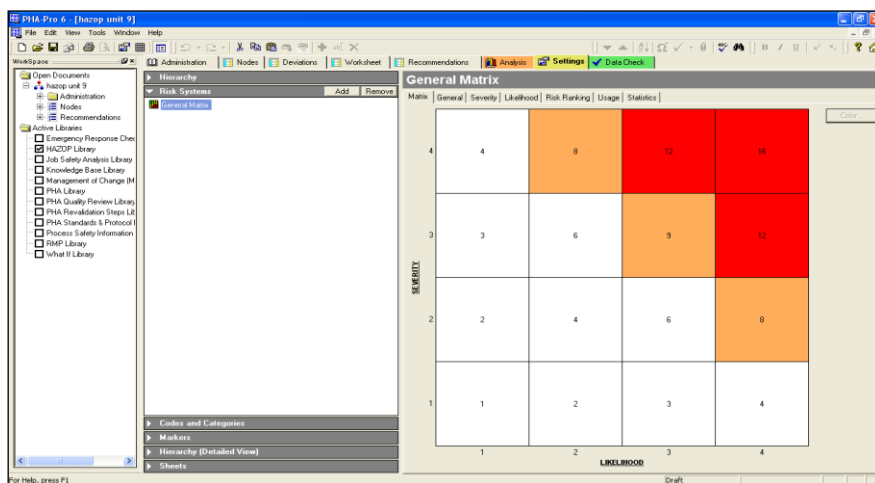 PHA-Pro 6 - [hazop unit 9]
File Edit View Tools Window Help
WorkSpace
Administration Nodes Deviations Worksheet Recommendations Analysis Settings Data Check
Open Documents
hazop unit 9
Administration
Nodes
Recommendations
Active Libraries
Emergency Response Chec
HAZOP Library
Job Safety Analysis Library
Knowledge Base Library
Management of Change (M
PHA Library
PHA Quality Review Library
PHA Revalidation Steps Lib
PHA Standards & Protocol
Process Safety Information
RMP Library
What If Library
Hierarchy
Risk Systems Add Remove
General Matrix
Codes and Categories
Markers
Hierarchy (Detailed View)
Sheets
General Matrix
Matrix General Severity Likelihood Risk Ranking Usage Statistics
Color...
4 4 8 12 16
3 3 6 9 12
SEVERITY
2 2 4 6 8
1 1 2 3 4
1 2 3 4
LIKELIHOOD
For Help, press F1
Draft